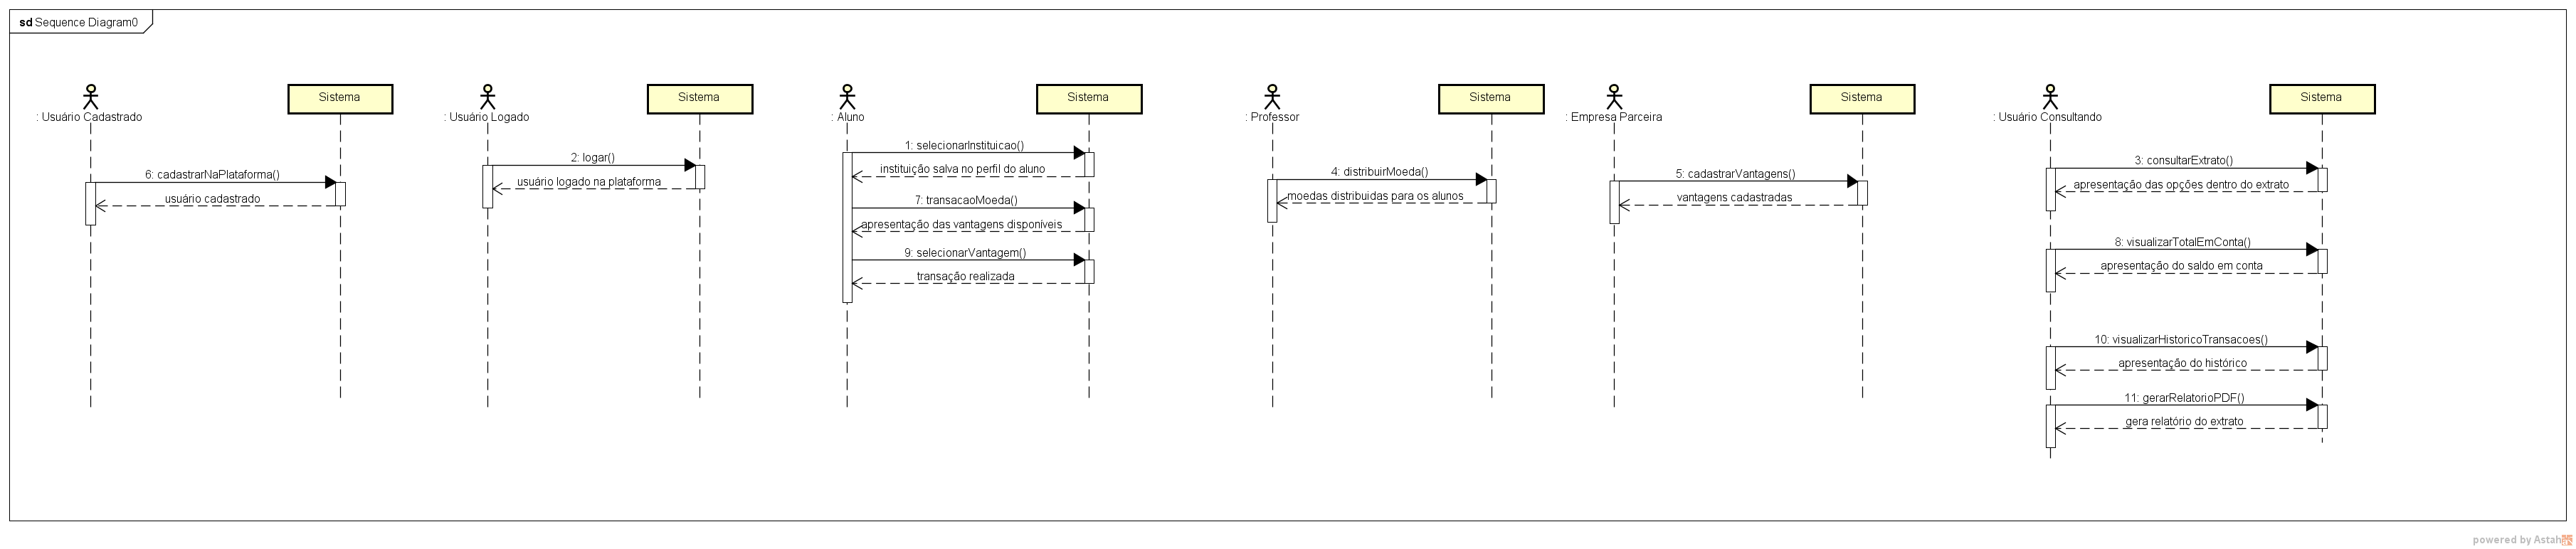 sd Sequence Diagram0
: Usuário Cadastrado
Sistema
6: cadastrarNaPlataforma()
usuário cadastrado
: Usuário Logado
Sistema
2: logar()
usuário logado na plataforma
: Aluno
Sistema
1: selecionarInstituicao()
instituição salva no perfil do aluno
7: transacaoMoeda()
apresentação das vantagens disponíveis
9: selecionarVantagem()
transação realizada
: Professor
Sistema
4: distribuirMoeda()
moedas distribuidas para os alunos
: Empresa Parceira
Sistema
5: cadastrarVantagens()
vantagens cadastradas
: Usuário Consultando
Sistema
3: consultarExtrato()
apresentação das opções dentro do extrato
8: visualizarTotalEmConta()
apresentação do saldo em conta
10: visualizarHistoricoTransacoes()
apresentação do histórico
11: gerarRelatorioPDF()
gera relatório do extrato
powered by Astah